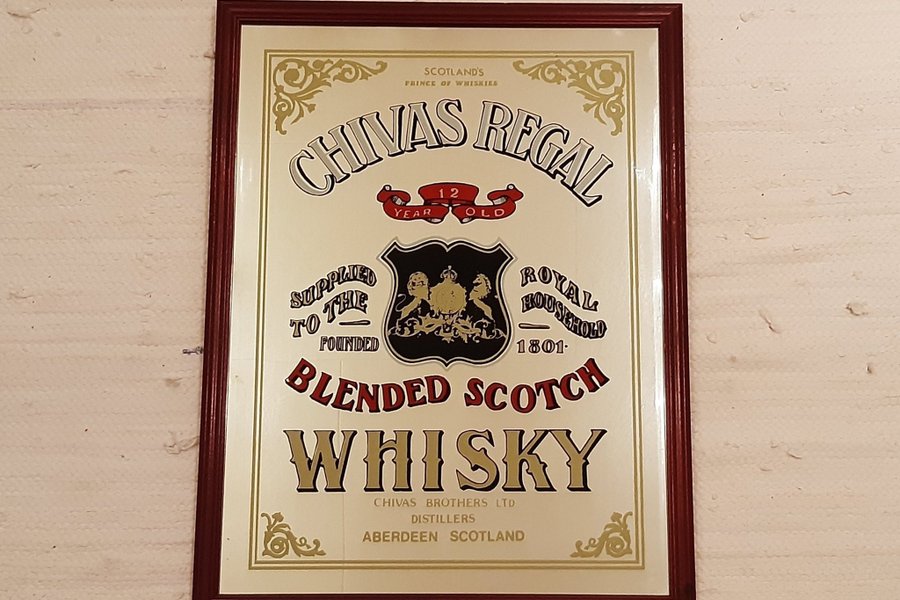 SCOTLAND'S
PRINCE OF WHISKIES
CHIVAS REGAL
12
YEAR OLD
SUPPLIED ROYAL
TO THE HOUSEHOLD
FOUNDED 1801.
BLENDED SCOTCH
WHISKY
CHIVAS BROTHERS LTD
DISTILLERS
ABERDEEN SCOTLAND